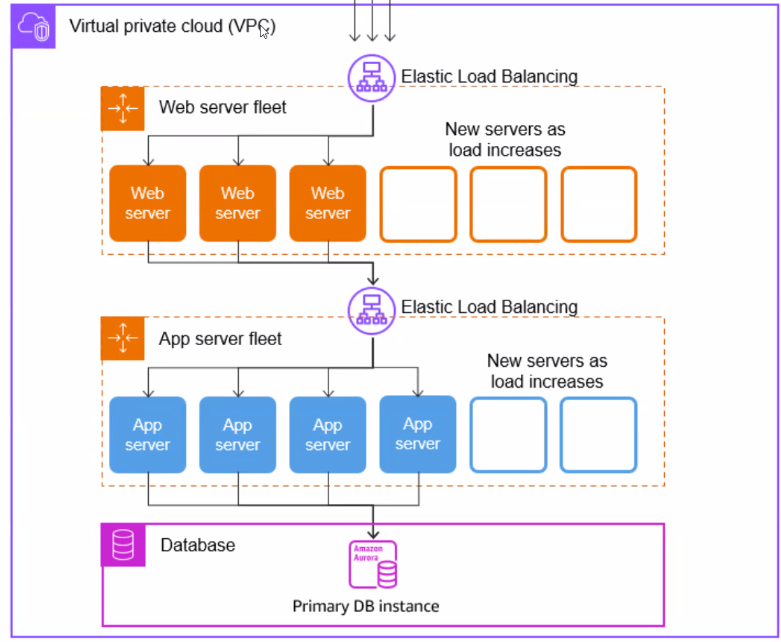 Virtual private cloud (VPC)
Elastic Load Balancing
Web server fleet
New servers as
load increases
Web
server
Web
server
Web
server
Elastic Load Balancing
App server fleet
New servers as
load increases
App
server
App
server
App
server
App
server
Database
Amazon
Aurora
Primary DB instance